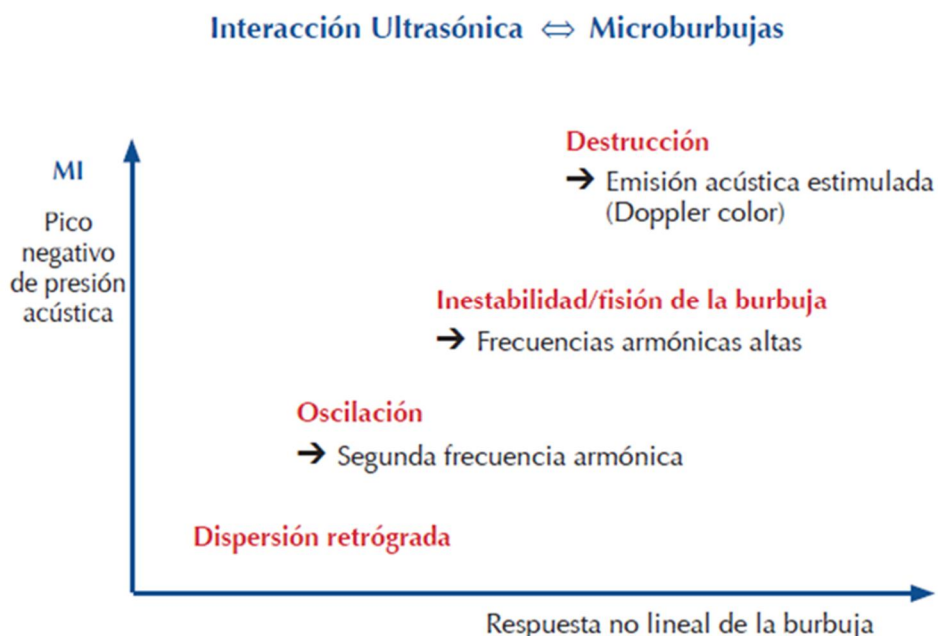 Interacción Ultrasónica ⇔ Microburbujas
Destrucción
➔ Emisión acústica estimulada
(Doppler color)
MI
Pico
negativo
de presión
acústica
Inestabilidad/fisión de la burbuja
➔ Frecuencias armónicas altas
Oscilación
➔ Segunda frecuencia armónica
Dispersión retrógrada
Respuesta no lineal de la burbuja